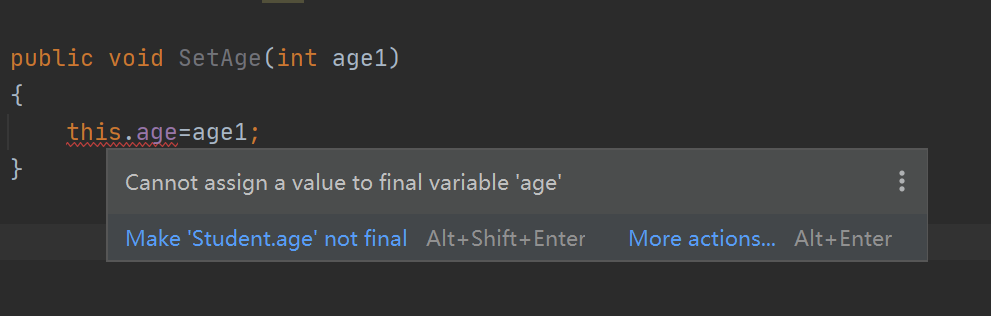 public void SetAge(int age1)
{
this.age=age1;
}
Cannot assign a value to final variable 'age'
Make 'Student.age' not final Alt+Shift+Enter More actions... Alt+Enter